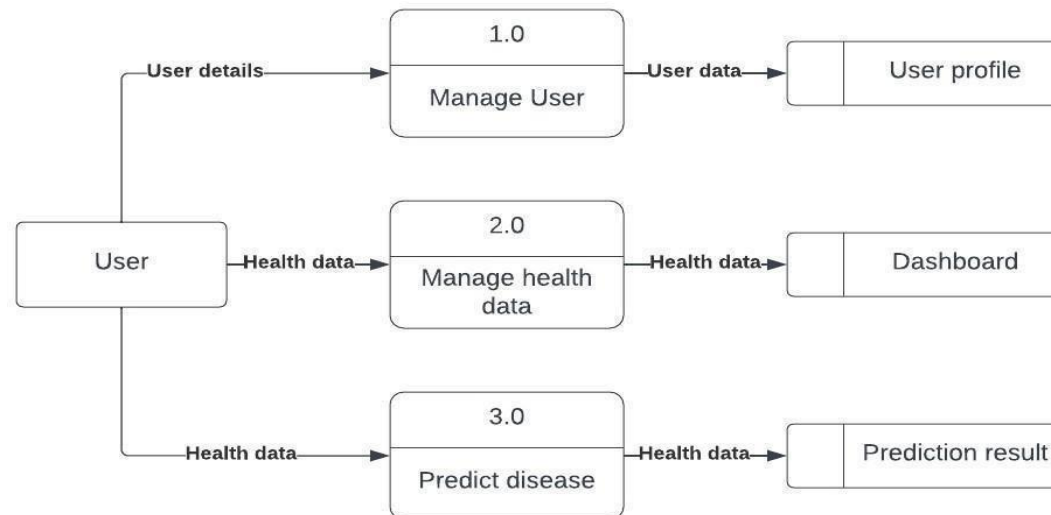 1.0
User details
User data
User profile
Manage User
2.0
User
Health data
Health data
Dashboard
Manage health
data
3.0
Health data
Health data
Prediction result
Predict disease